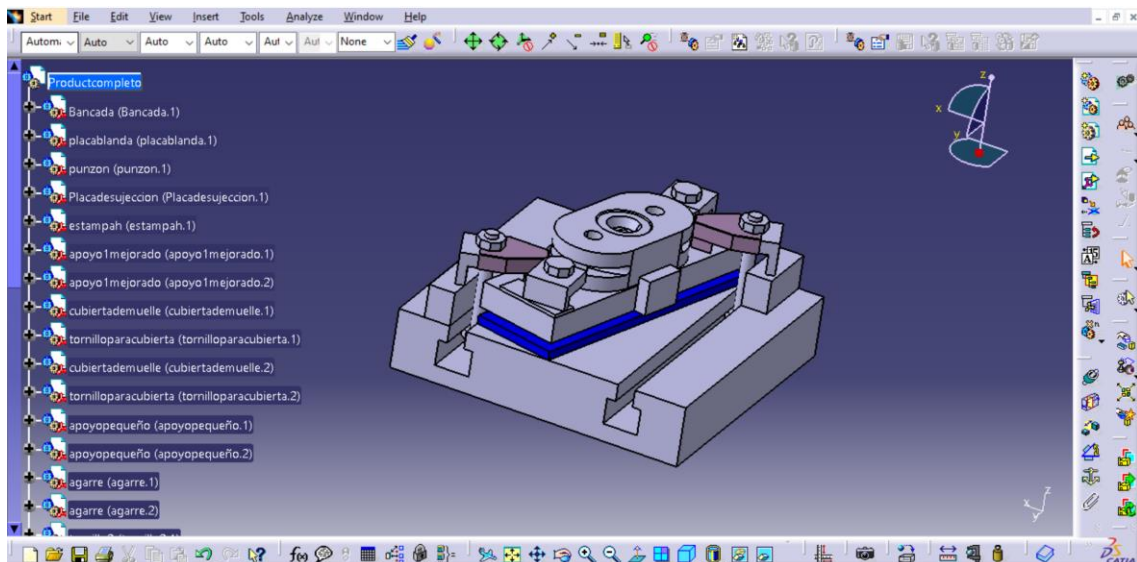 Start File Edit View Insert Tools Analyze Window Help
Auto Auto Auto Aut Aut None
Productcompleto
Bancada (Bancada.1)
placablanda (placablanda.1)
punzon (punzon.1)
Placadesujeccion (Placadesujeccion.1)
estampah (estampah.1)
apoyo1mejorado (apoyo1mejorado.1)
apoyo1mejorado (apoyo1mejorado.2)
cubiertademuelle (cubiertademuelle.1)
tornilloparacubierta (tornilloparacubierta.1)
cubiertademuelle (cubiertademuelle.2)
tornilloparacubierta (tornilloparacubierta.2)
apoyopequeño (apoyopequeño.1)
apoyopequeño (apoyopequeño.2)
agarre (agarre.1)
agarre (agarre.2)
z
x
y
z
x
y
f(x)
CATIA